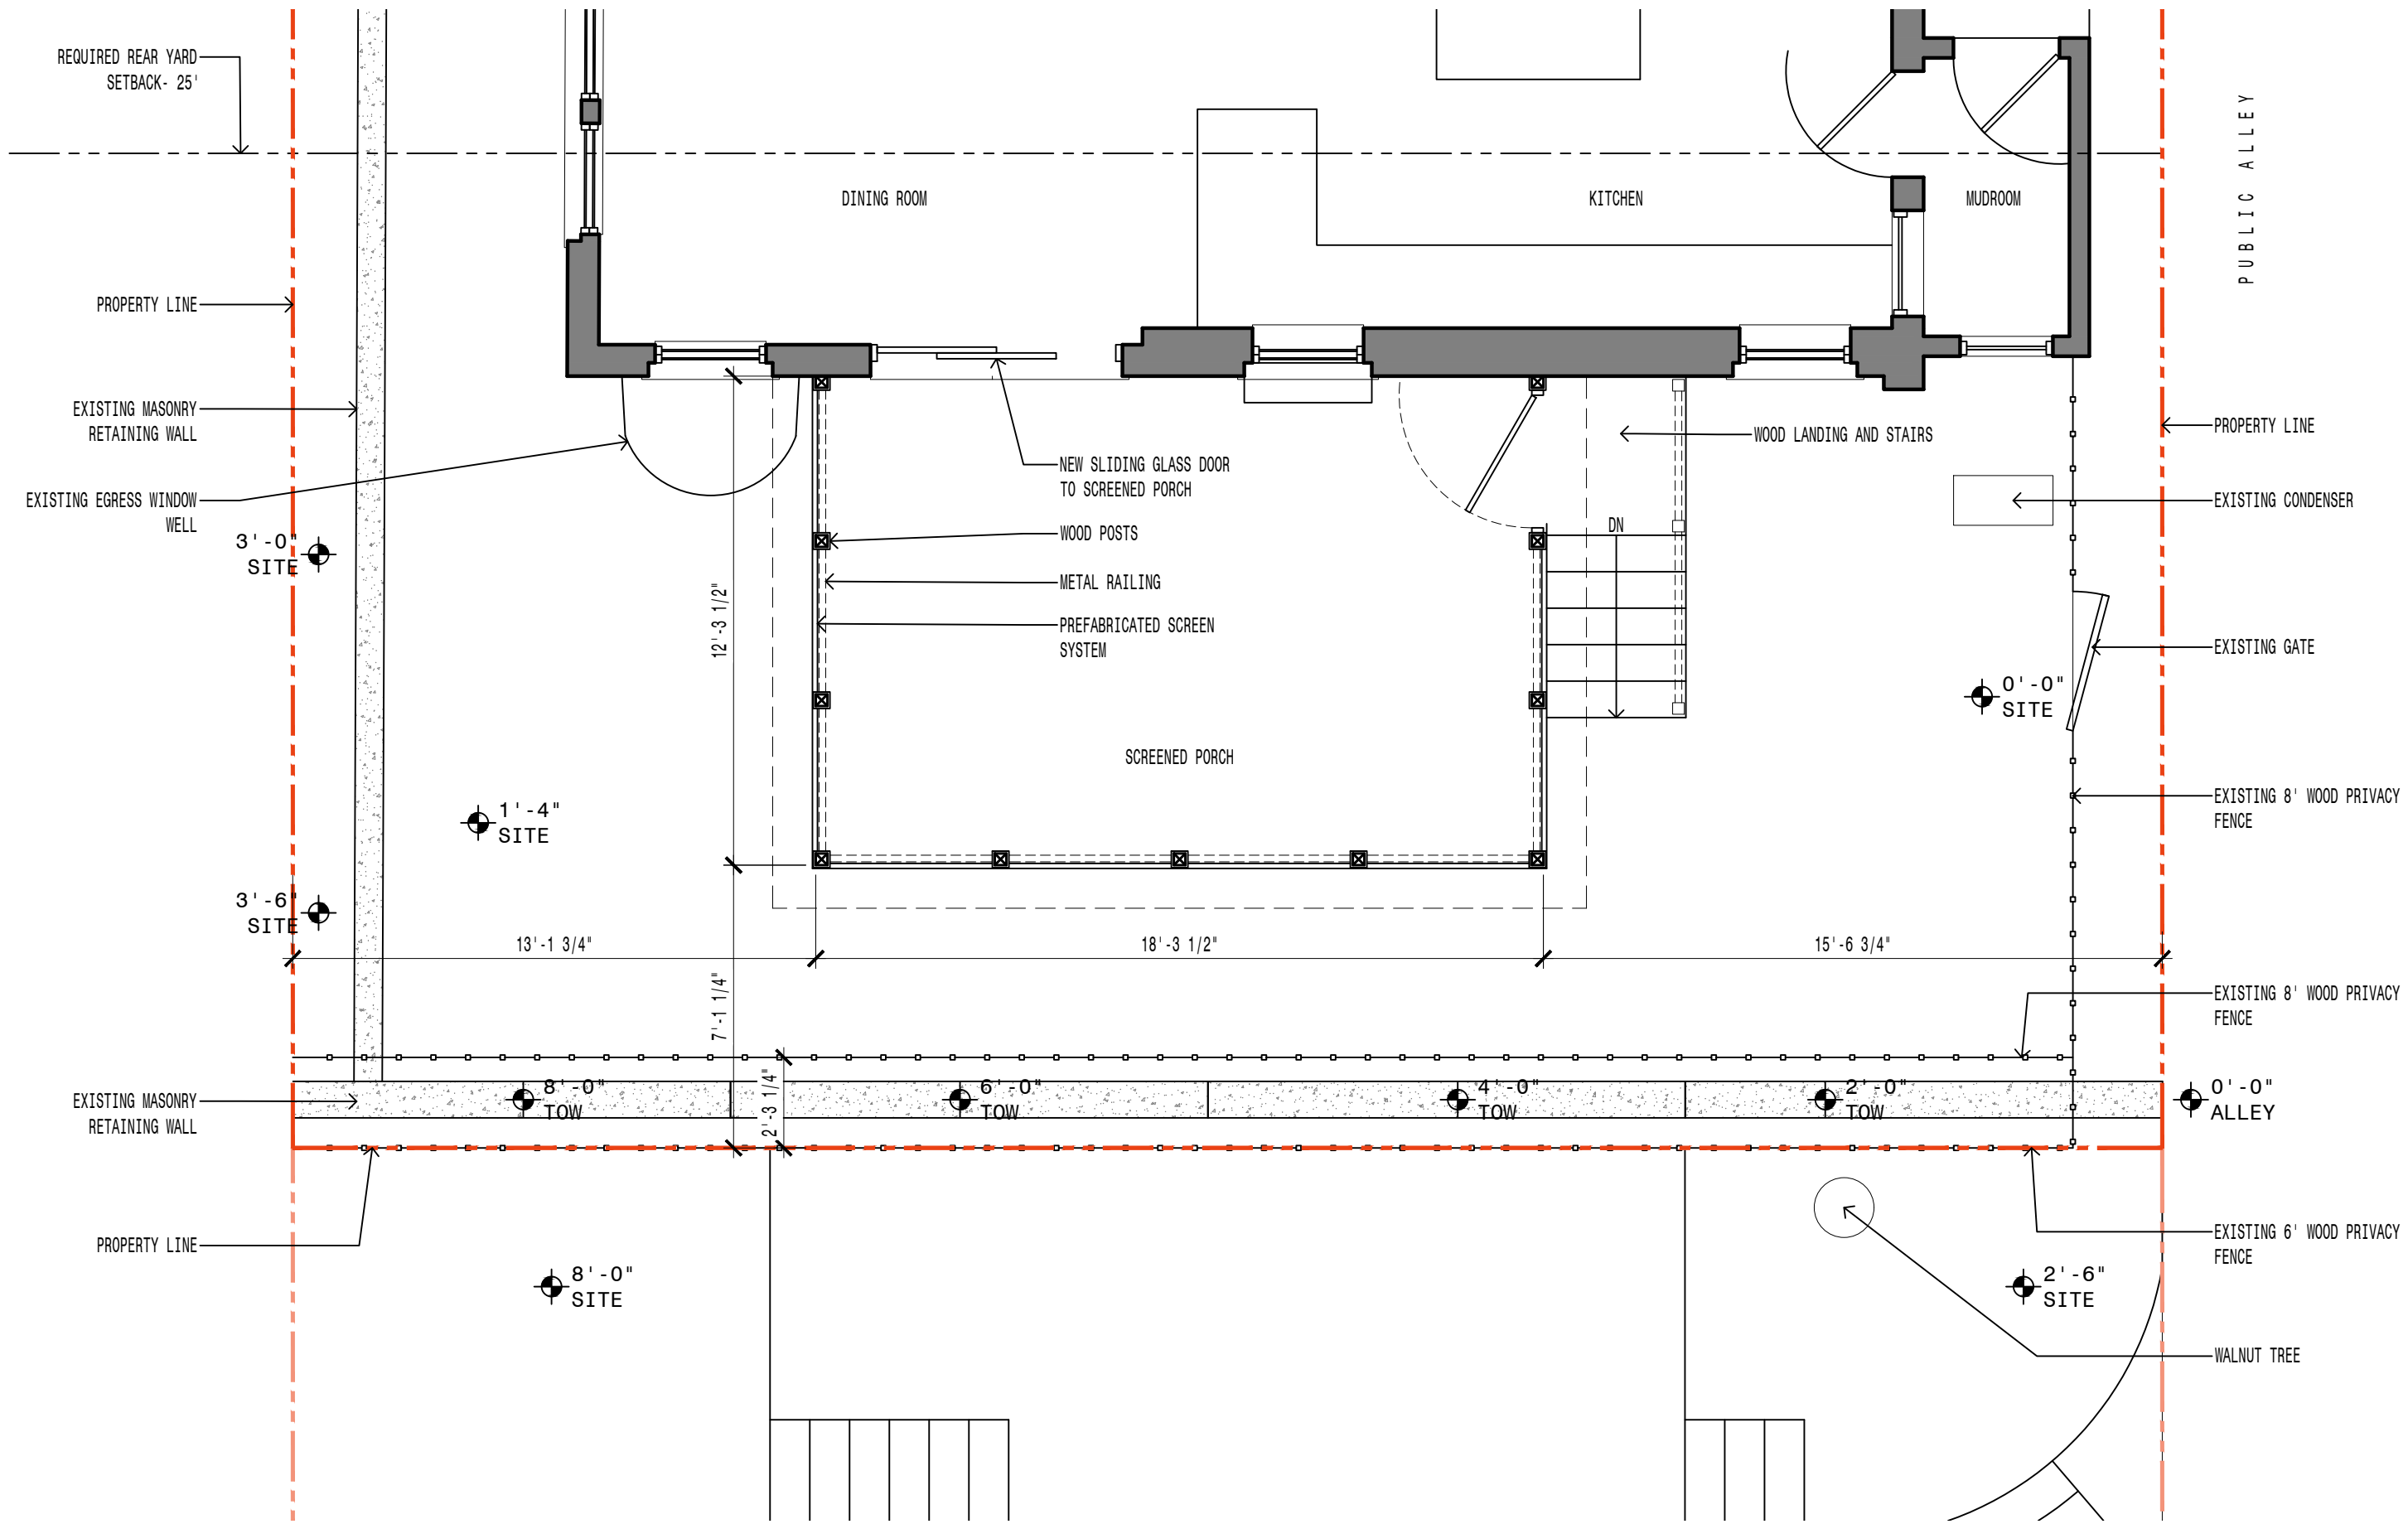 REQUIRED REAR YARD
SETBACK- 25'
PUBLIC ALLEY
DINING ROOM
KITCHEN
MUDROOM
PROPERTY LINE
EXISTING MASONRY
RETAINING WALL
PROPERTY LINE
WOOD LANDING AND STAIRS
NEW SLIDING GLASS DOOR
TO SCREENED PORCH
EXISTING EGRESS WINDOW
WELL
EXISTING CONDENSER
DN
WOOD POSTS
3'-0"
SITE
METAL RAILING
12'-3 1/2"
PREFABRICATED SCREEN
SYSTEM
EXISTING GATE
0'-0"
SITE
SCREENED PORCH
1'-4"
SITE
EXISTING 8' WOOD PRIVACY
FENCE
3'-6"
SITE
13'-1 3/4"
18'-3 1/2"
15'-6 3/4"
7'-1 1/4"
EXISTING 8' WOOD PRIVACY
FENCE
2'-3 1/4"
EXISTING MASONRY
RETAINING WALL
8'-0"
TOW
6'-0"
TOW
4'-0"
TOW
2'-0"
TOW
0'-0"
ALLEY
PROPERTY LINE
EXISTING 6' WOOD PRIVACY
FENCE
8'-0"
SITE
2'-6"
SITE
WALNUT TREE